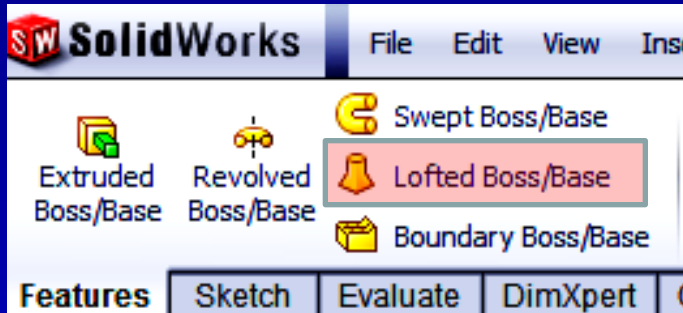 SW SolidWorks File Edit View
Swept Boss/Base
Extruded Boss/Base
Revolved Boss/Base
Lofted Boss/Base
Boundary Boss/Base
Features Sketch Evaluate DimXpert